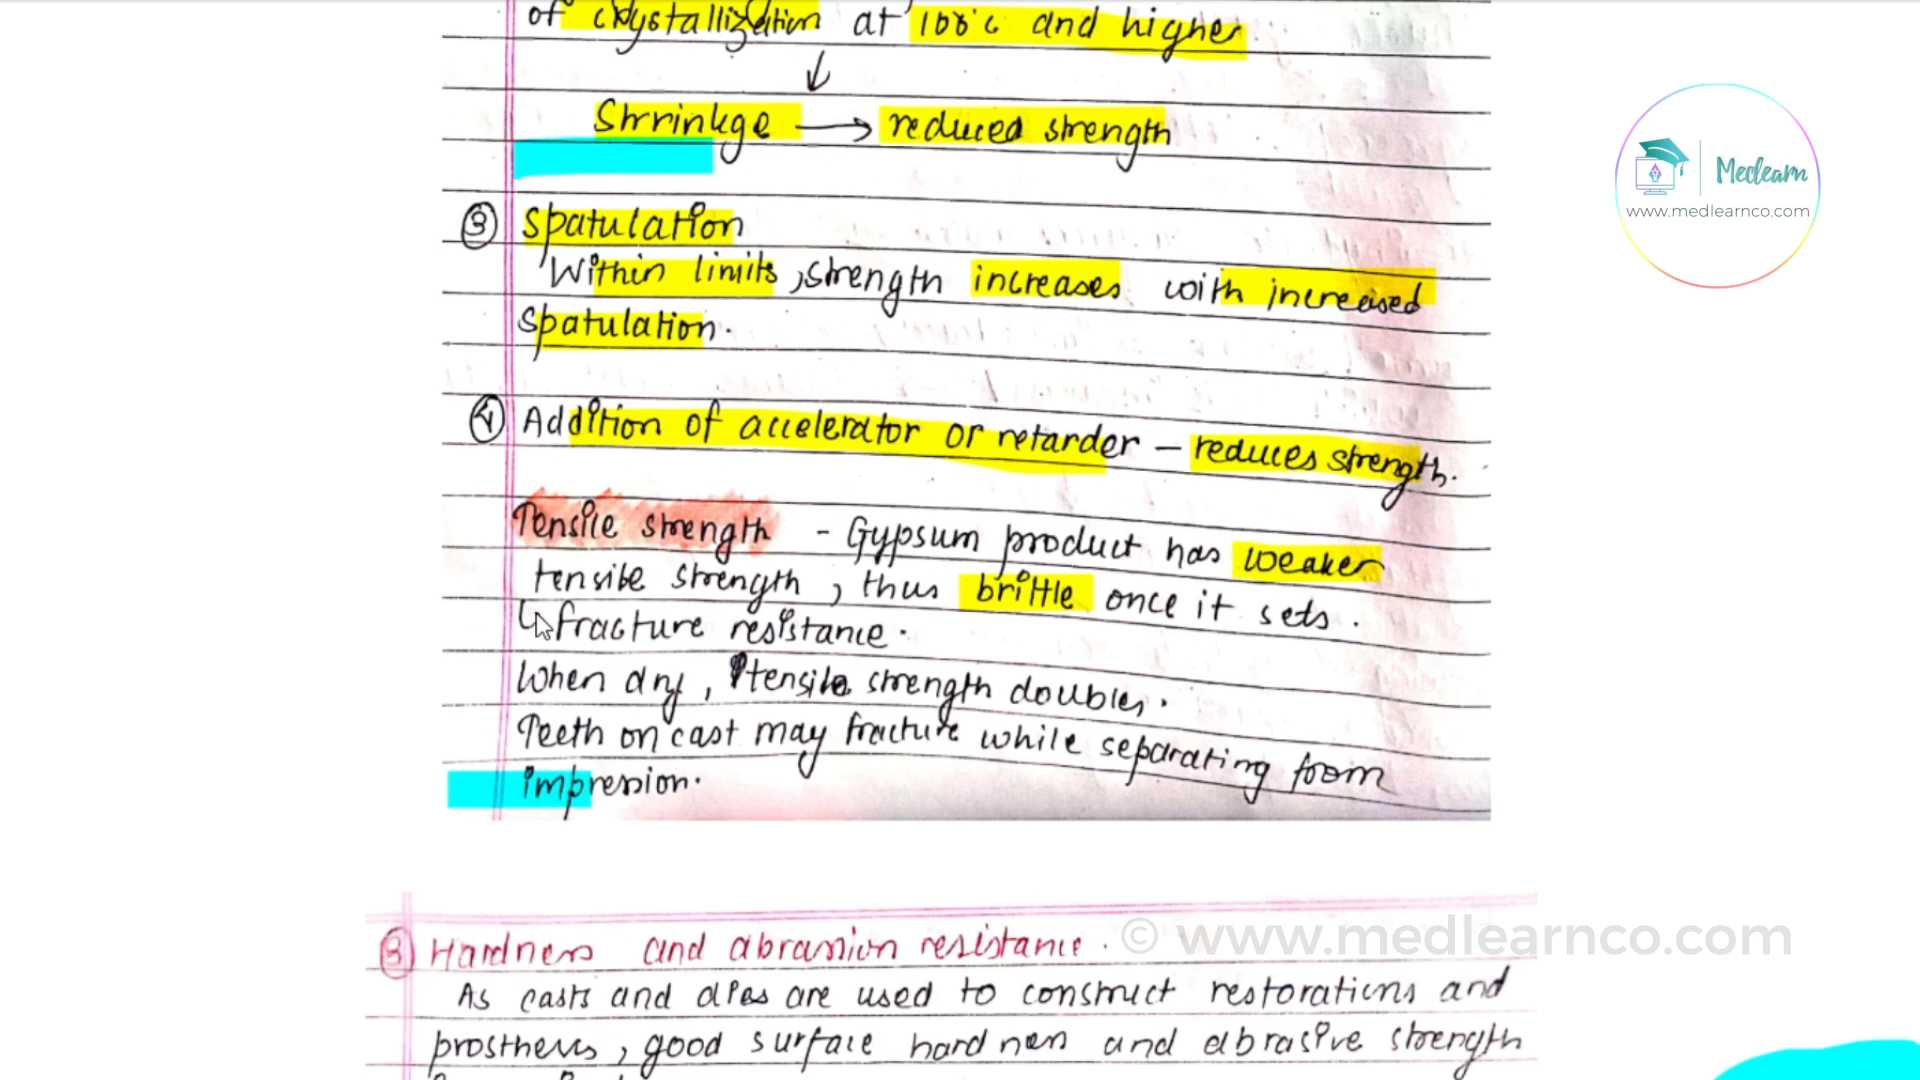 of crystallization at 100°c and higher
↓
Shrinkge → reduced strength
③ Spatulation
Within limits, strength increases with increased
spatulation.
④ Addition of accelerator or retarder – reduces strength.
Tensile strength - Gypsum product has weaker
tensile strength, thus brittle once it sets.
↳ fracture resistance.
When dry, tensile strength doubles.
Teeth on cast may fracture while separating from
impression.
③ Hardness and abrassion resistance.
As casts and dies are used to construct restorations and
prosthesis, good surface hardness and abrasive strength
Medlearn
www.medlearnco.com
© www.medlearnco.com